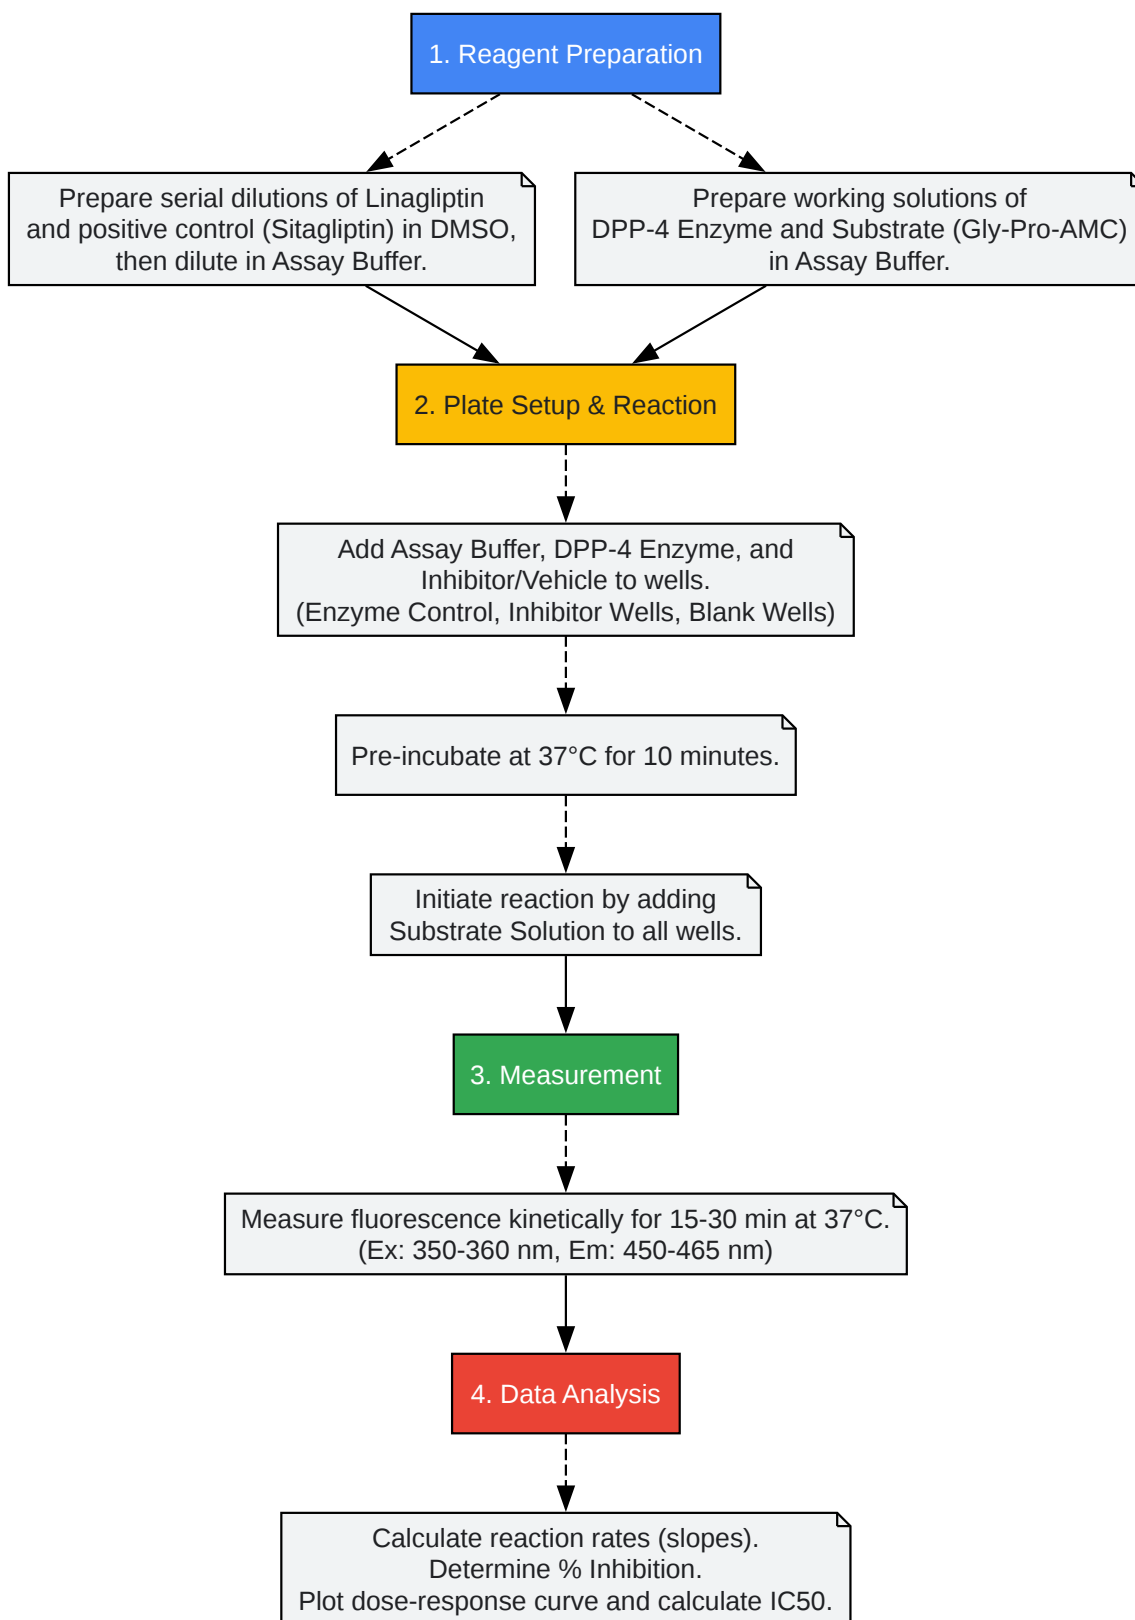 1. Reagent Preparation
Prepare serial dilutions of Linagliptin
and positive control (Sitagliptin) in DMSO,
then dilute in Assay Buffer.
Prepare working solutions of
DPP-4 Enzyme and Substrate (Gly-Pro-AMC)
in Assay Buffer.
2. Plate Setup & Reaction
Add Assay Buffer, DPP-4 Enzyme, and
Inhibitor/Vehicle to wells.
(Enzyme Control, Inhibitor Wells, Blank Wells)
Pre-incubate at 37°C for 10 minutes.
Initiate reaction by adding
Substrate Solution to all wells.
3. Measurement
Measure fluorescence kinetically for 15-30 min at 37°C.
(Ex: 350-360 nm, Em: 450-465 nm)
4. Data Analysis
Calculate reaction rates (slopes).
Determine % Inhibition.
Plot dose-response curve and calculate IC50.